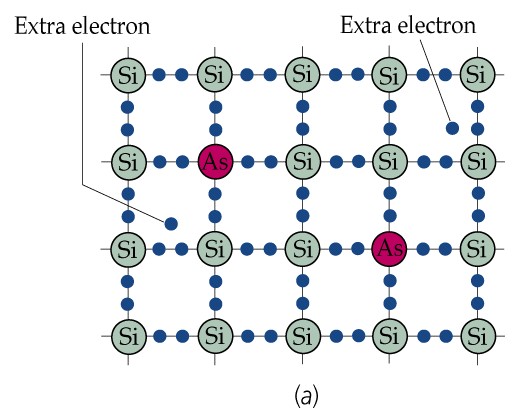 Extra electron Extra electron
Si Si Si Si Si
Si As Si Si Si
Si Si Si As Si
Si Si Si Si Si
(a)